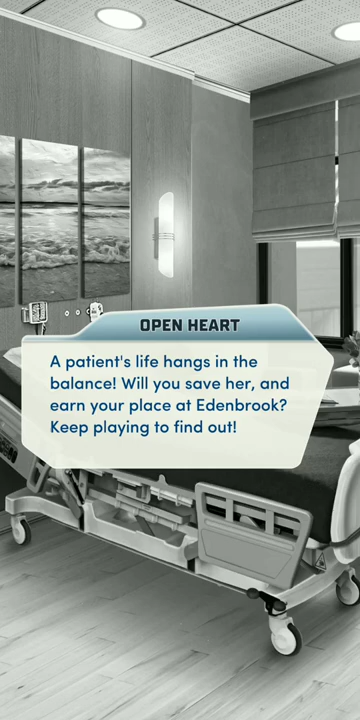 OPEN HEART
A patient's life hangs in the
balance! Will you save her, and
earn your place at Edenbrook?
Keep playing to find out!